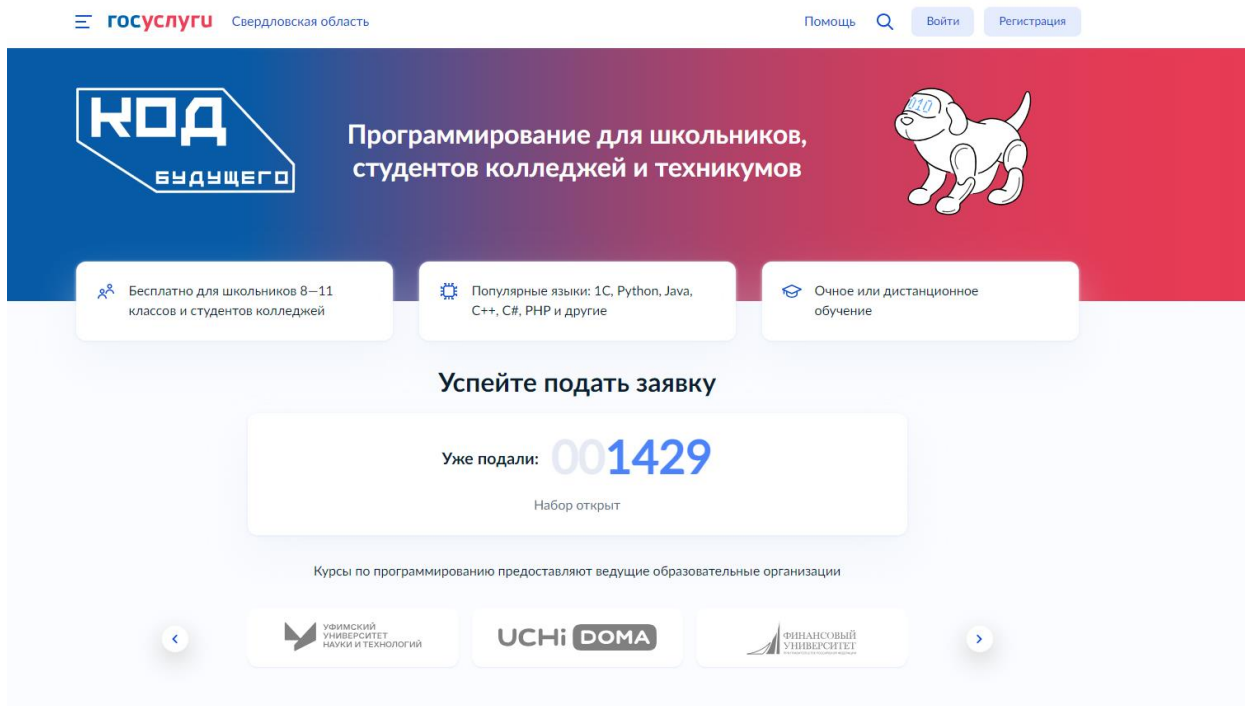 госуслуги Свердловская область Помощь Войти Регистрация
КОД
БУДУЩЕГО
Программирование для школьников,
студентов колледжей и техникумов
010
Бесплатно для школьников 8—11
классов и студентов колледжей
Популярные языки: 1С, Python, Java,
C++, C#, PHP и другие
Очное или дистанционное
обучение
Успейте подать заявку
Уже подали: 001429
Набор открыт
Курсы по программированию предоставляют ведущие образовательные организации
УФИМСКИЙ
УНИВЕРСИТЕТ
НАУКИ И ТЕХНОЛОГИЙ
UCHi DOMA
ФИНАНСОВЫЙ
УНИВЕРСИТЕТ